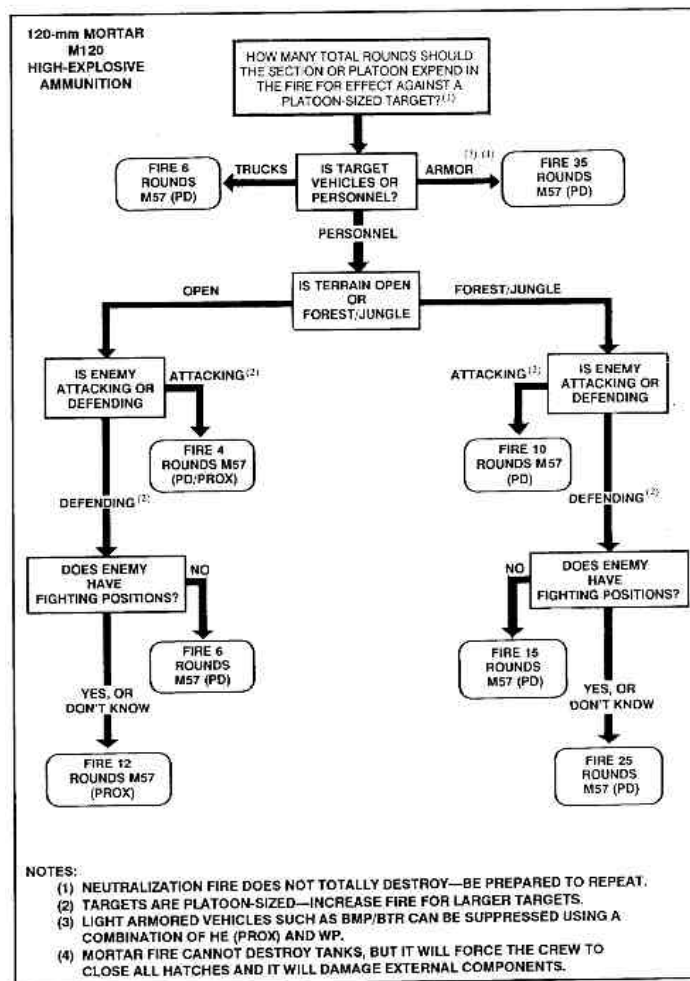 120-mm MORTAR
M120
HIGH-EXPLOSIVE
AMMUNITION
HOW MANY TOTAL ROUNDS SHOULD
THE SECTION OR PLATOON EXPEND IN
THE FIRE FOR EFFECT AGAINST A
PLATOON-SIZED TARGET?(1)
FIRE 6
ROUNDS
M57 (PD)
TRUCKS
IS TARGET
VEHICLES OR
PERSONNEL?
ARMOR
FIRE 35
ROUNDS
M57 (PD)
PERSONNEL
OPEN
IS TERRAIN OPEN
OR
FOREST/JUNGLE
FOREST/JUNGLE
IS ENEMY
ATTACKING OR
DEFENDING
ATTACKING(2)
FIRE 4
ROUNDS M57
(PD/PROX)
ATTACKING
IS ENEMY
ATTACKING OR
DEFENDING
FIRE 10
ROUNDS M57
(PD)
DEFENDING(2)
DEFENDING(2)
DOES ENEMY
HAVE
FIGHTING POSITIONS?
NO
FIRE 6
ROUNDS
M57 (PD)
NO
DOES ENEMY
HAVE
FIGHTING POSITIONS?
FIRE 15
ROUNDS
M57 (PD)
YES, OR
DON'T KNOW
YES, OR
DON'T KNOW
FIRE 12
ROUNDS M57
(PROX)
FIRE 25
ROUNDS
M57 (PD)
NOTES:
(1) NEUTRALIZATION FIRE DOES NOT TOTALLY DESTROY—BE PREPARED TO REPEAT.
(2) TARGETS ARE PLATOON-SIZED—INCREASE FIRE FOR LARGER TARGETS.
(3) LIGHT ARMORED VEHICLES SUCH AS BMP/BTR CAN BE SUPPRESSED USING A
COMBINATION OF HE (PROX) AND WP.
(4) MORTAR FIRE CANNOT DESTROY TANKS, BUT IT WILL FORCE THE CREW TO
CLOSE ALL HATCHES AND IT WILL DAMAGE EXTERNAL COMPONENTS.